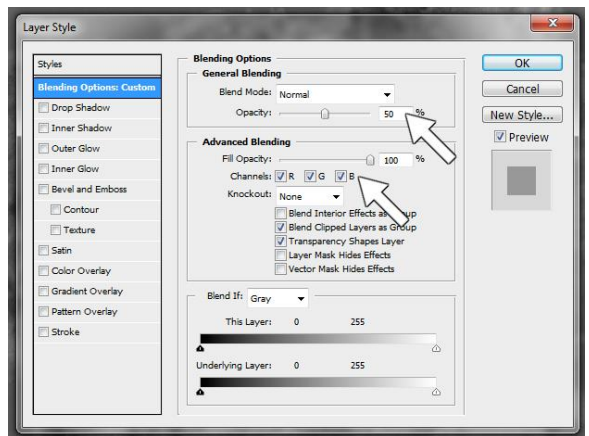 Layer Style
Styles
Blending Options: Custom
Drop Shadow
Inner Shadow
Outer Glow
Inner Glow
Bevel and Emboss
Contour
Texture
Satin
Color Overlay
Gradient Overlay
Pattern Overlay
Stroke
Blending Options
General Blending
Blend Mode: Normal
Opacity: 50 %
Advanced Blending
Fill Opacity: 100 %
Channels: R G B
Knockout: None
Blend Interior Effects as Group
Blend Clipped Layers as Group
Transparency Shapes Layer
Layer Mask Hides Effects
Vector Mask Hides Effects
Blend If: Gray
This Layer: 0 255
Underlying Layer: 0 255
OK
Cancel
New Style...
Preview